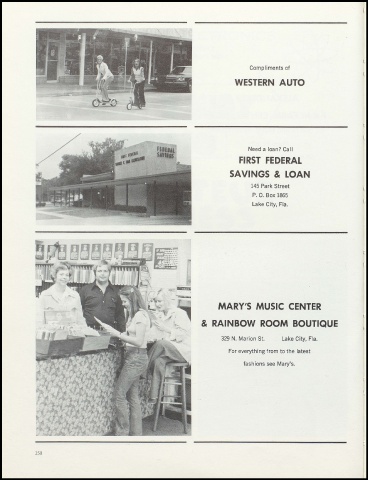 Compliments of
WESTERN AUTO
FEDERAL
SAVINGS
FIRST FEDERAL
Need a loan? Call
FIRST FEDERAL
SAVINGS & LOAN
145 Park Street
P. O. Box 1865
Lake City, Fla.
MARY'S MUSIC CENTER
& RAINBOW ROOM BOUTIQUE
329 N. Marion St. Lake City, Fla.
For everything from to the latest
fashions see Mary's.